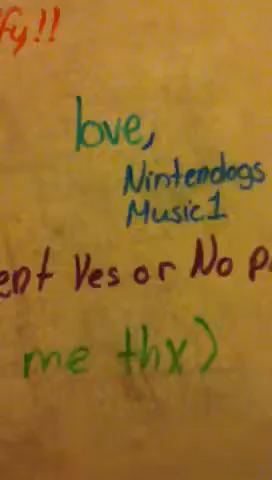 fy!!
love,
Nintendogs
Music1
ent Yes or No p
me thx)